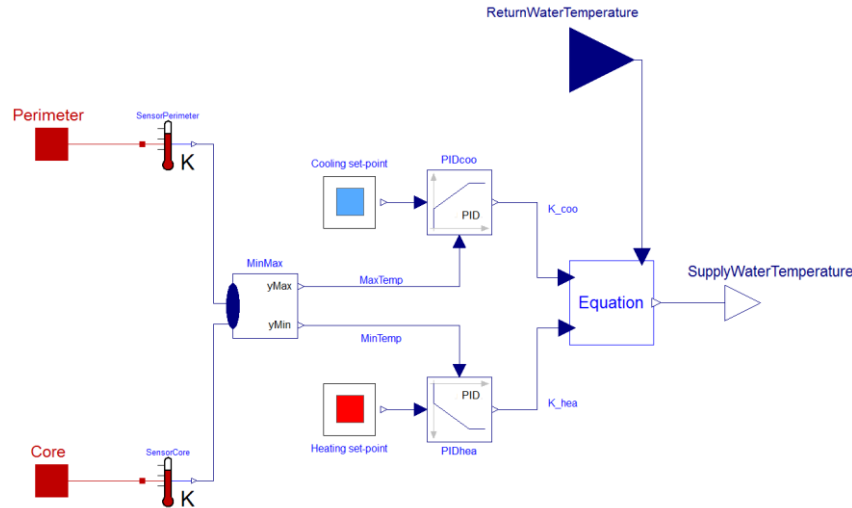 ReturnWaterTemperature
Perimeter
SensorPerimeter
K
Cooling set-point
PIDcoo
PID
K_coo
MinMax
yMax
MaxTemp
yMin
MinTemp
Equation
SupplyWaterTemperature
PID
K_hea
Heating set-point
PIDhea
Core
SensorCore
K